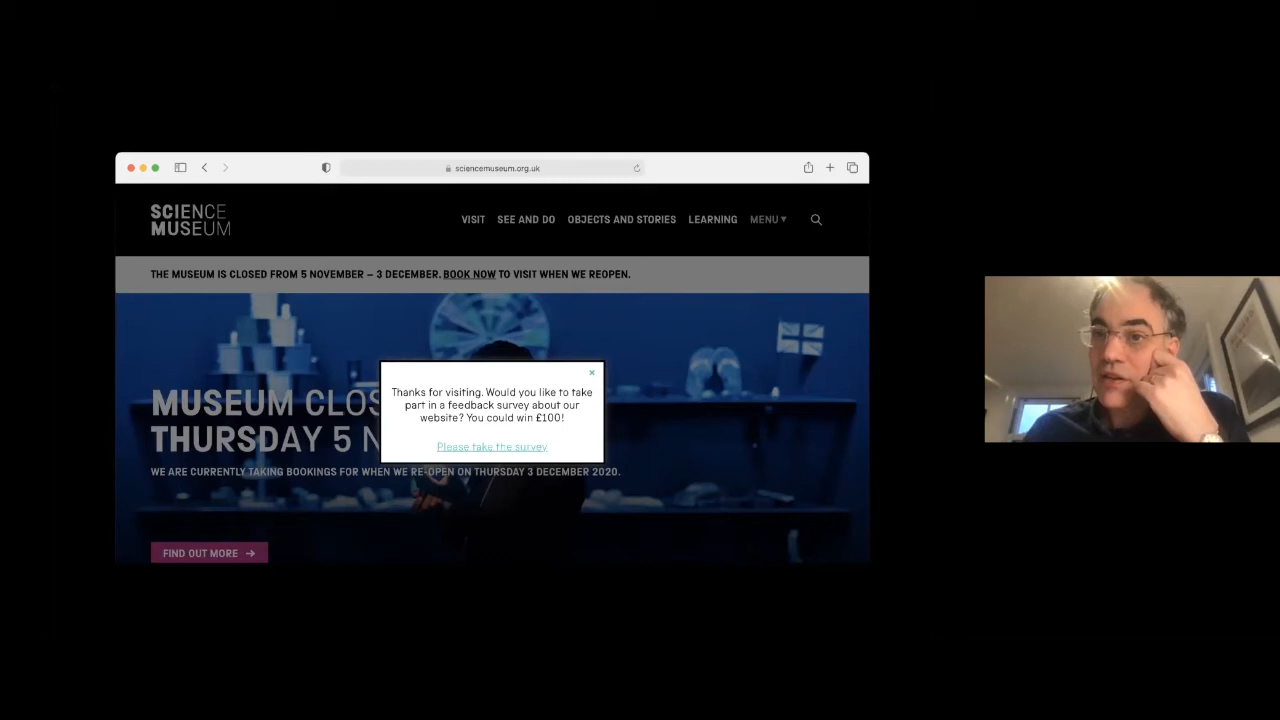 sciencemuseum.org.uk
SCIENCE
MUSEUM
VISIT SEE AND DO OBJECTS AND STORIES LEARNING MENU
THE MUSEUM IS CLOSED FROM 5 NOVEMBER – 3 DECEMBER. BOOK NOW TO VISIT WHEN WE REOPEN.
MUSEUM CLOS
THURSDAY 5 N
Thanks for visiting. Would you like to take
part in a feedback survey about our
website? You could win £100!
Please take the survey
WE ARE CURRENTLY TAKING BOOKINGS FOR WHEN WE RE-OPEN ON THURSDAY 3 DECEMBER 2020.
FIND OUT MORE →